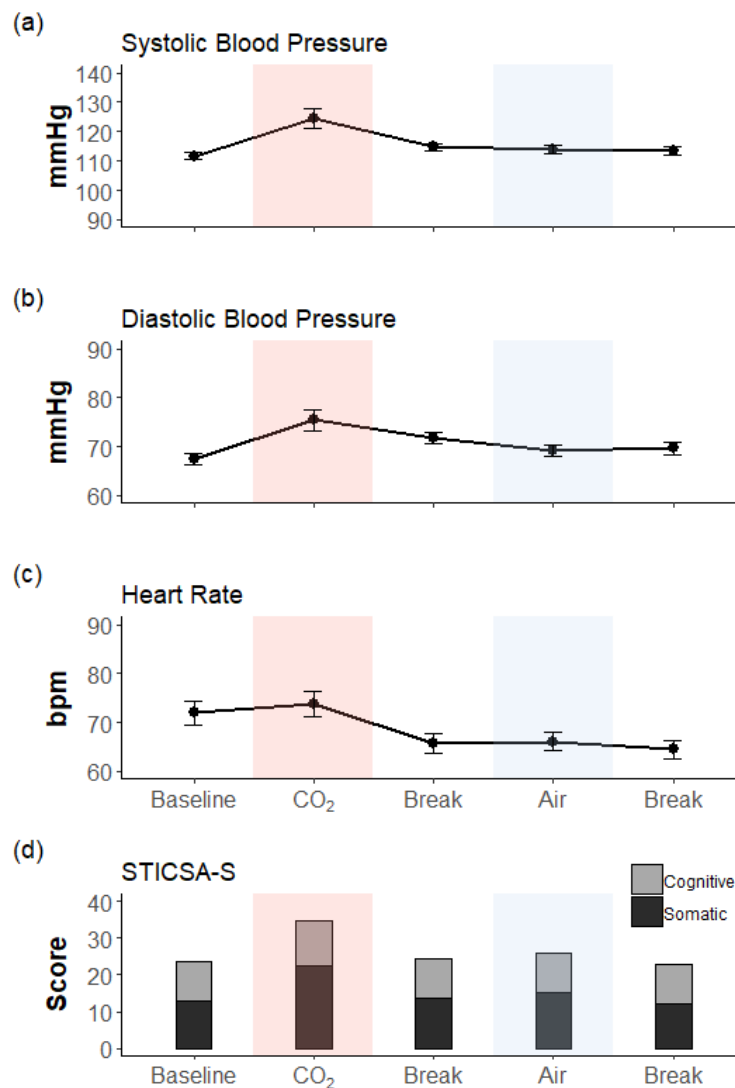 (a)
Systolic Blood Pressure
mmHg
140
130
120
110
100
90
(b)
Diastolic Blood Pressure
mmHg
90
80
70
60
(c)
Heart Rate
bpm
90
80
70
60
Baseline CO₂ Break Air Break
(d)
STICSA-S
Cognitive
Somatic
Score
40
30
20
10
0
Baseline CO₂ Break Air Break